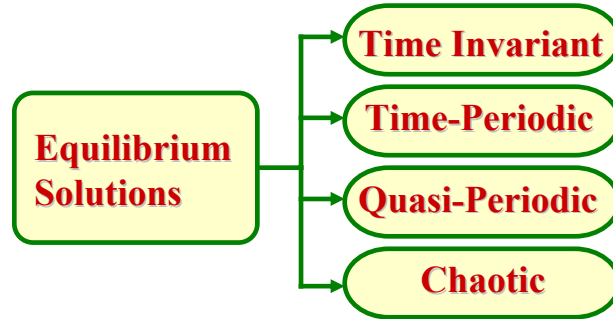 Time Invariant
Time-Periodic
Equilibrium
Solutions
Quasi-Periodic
Chaotic